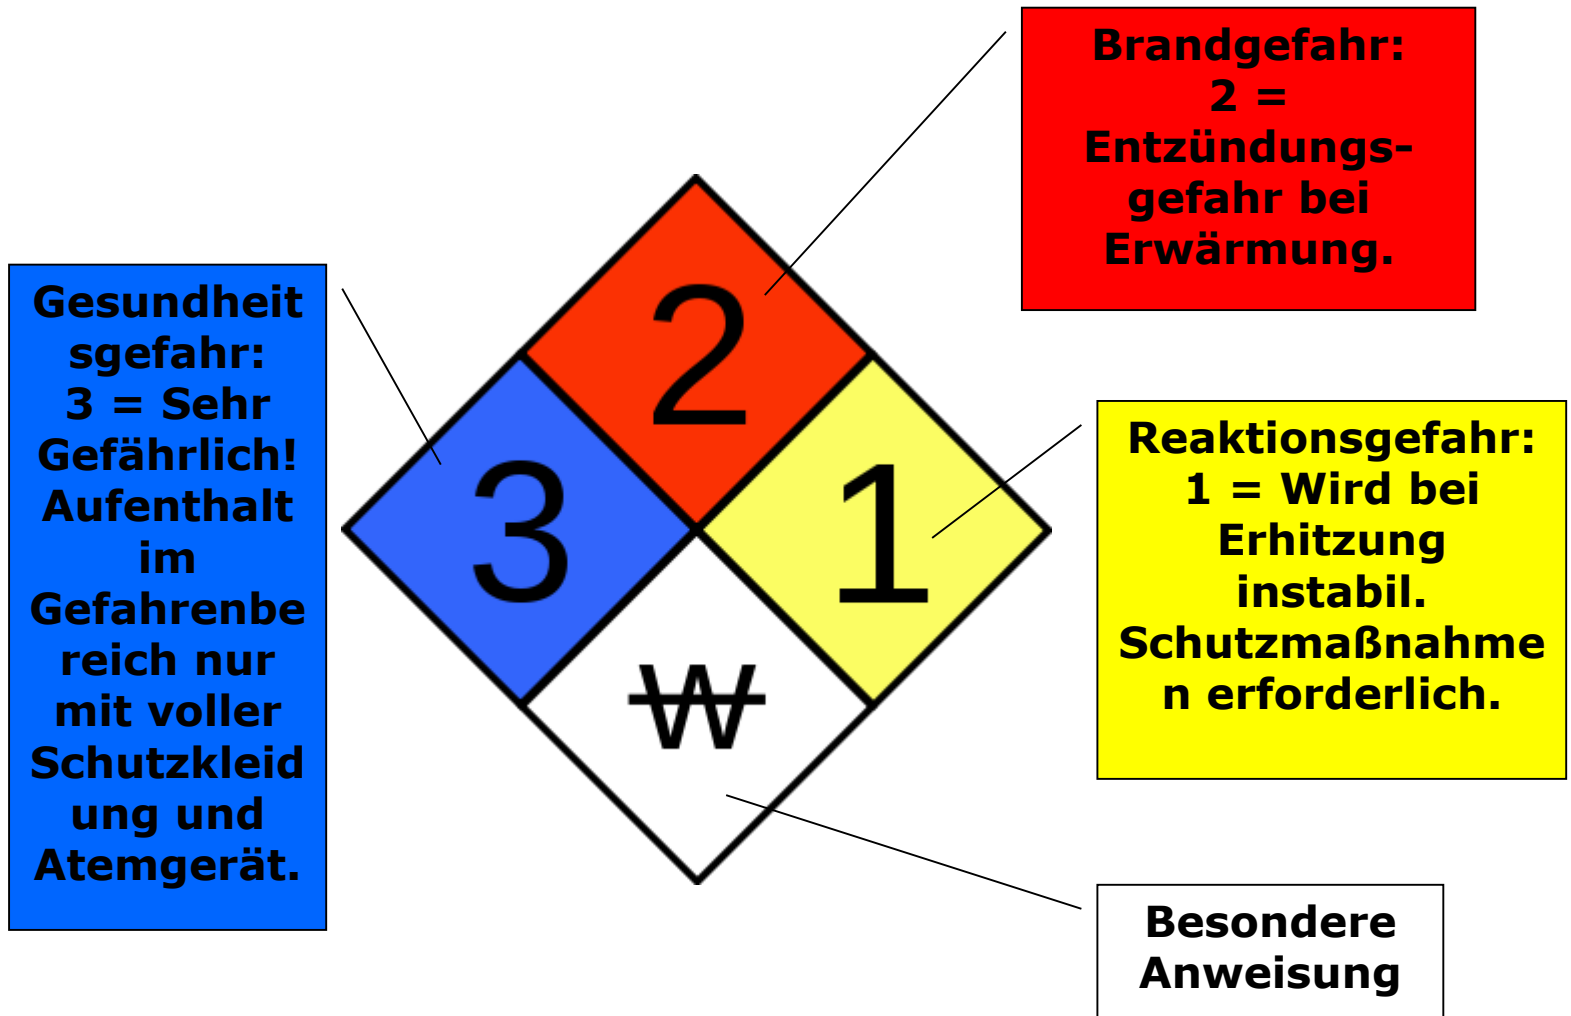 Brandgefahr:
2 =
Entzündungs-
gefahr bei
Erwärmung.
Gesundheit
sgefahr:
3 = Sehr
Gefährlich!
Aufenthalt
im
Gefahrenbe
reich nur
mit voller
Schutzkleid
ung und
Atemgerät.
2
3
1
W
Reaktionsgefahr:
1 = Wird bei
Erhitzung
instabil.
Schutzmaßnahme
n erforderlich.
Besondere
Anweisung